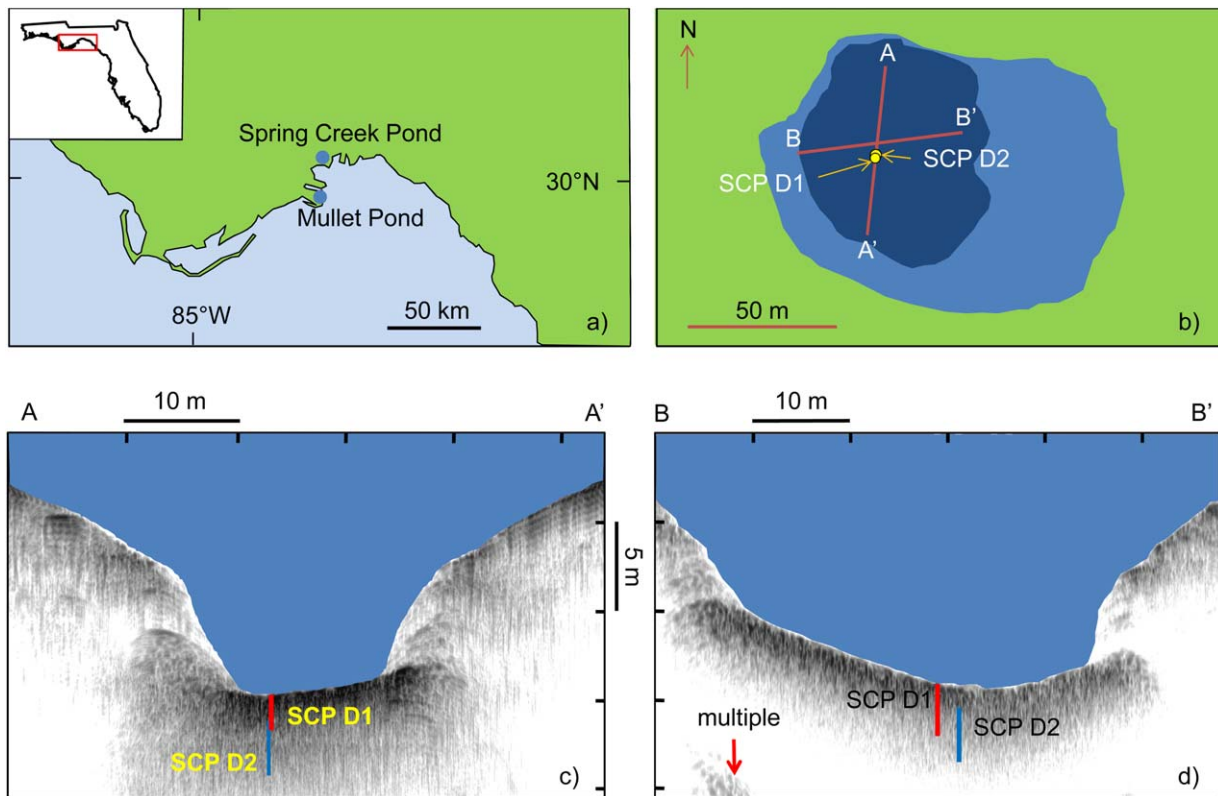 Spring Creek Pond
Mullet Pond
30°N
85°W
50 km
a)
N
A
B
B'
SCP D2
SCP D1
A'
50 m
b)
A
10 m
A'
5 m
SCP D1
SCP D2
c)
B
10 m
B'
SCP D1
SCP D2
multiple
d)